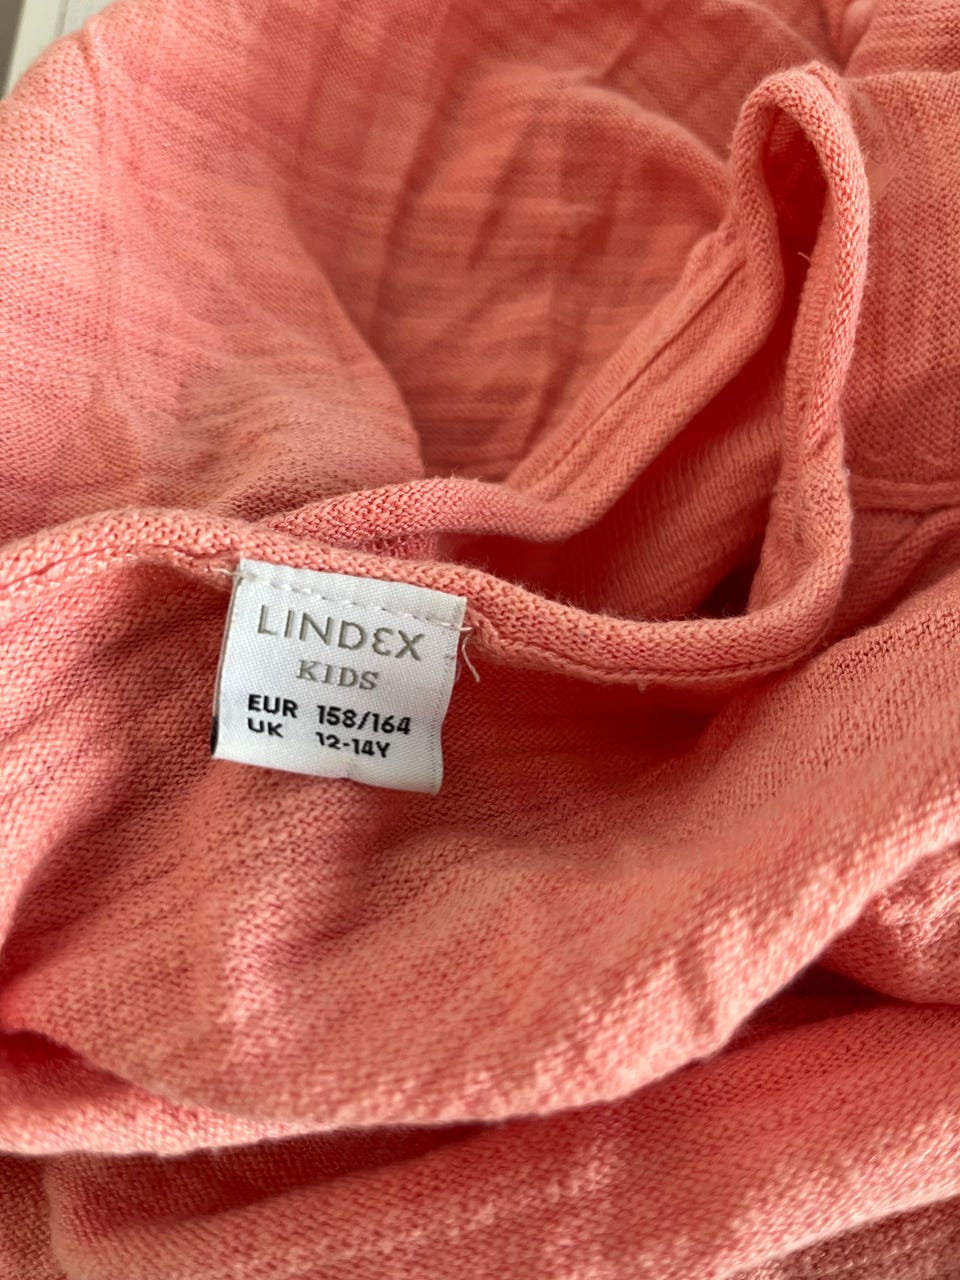 LINDEX
KIDS
EUR 158/164
UK 12-14Y